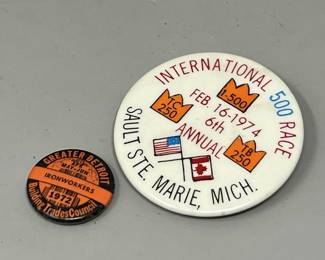 INTERNATIONAL 500 RACE
FEB. 16-1974
6th
ANNUAL
1,500
TC
250
TB
250
SAULT STE. MARIE, MICH.
GREATER DETROIT
IRONWORKERS
1972
Building Trades Council